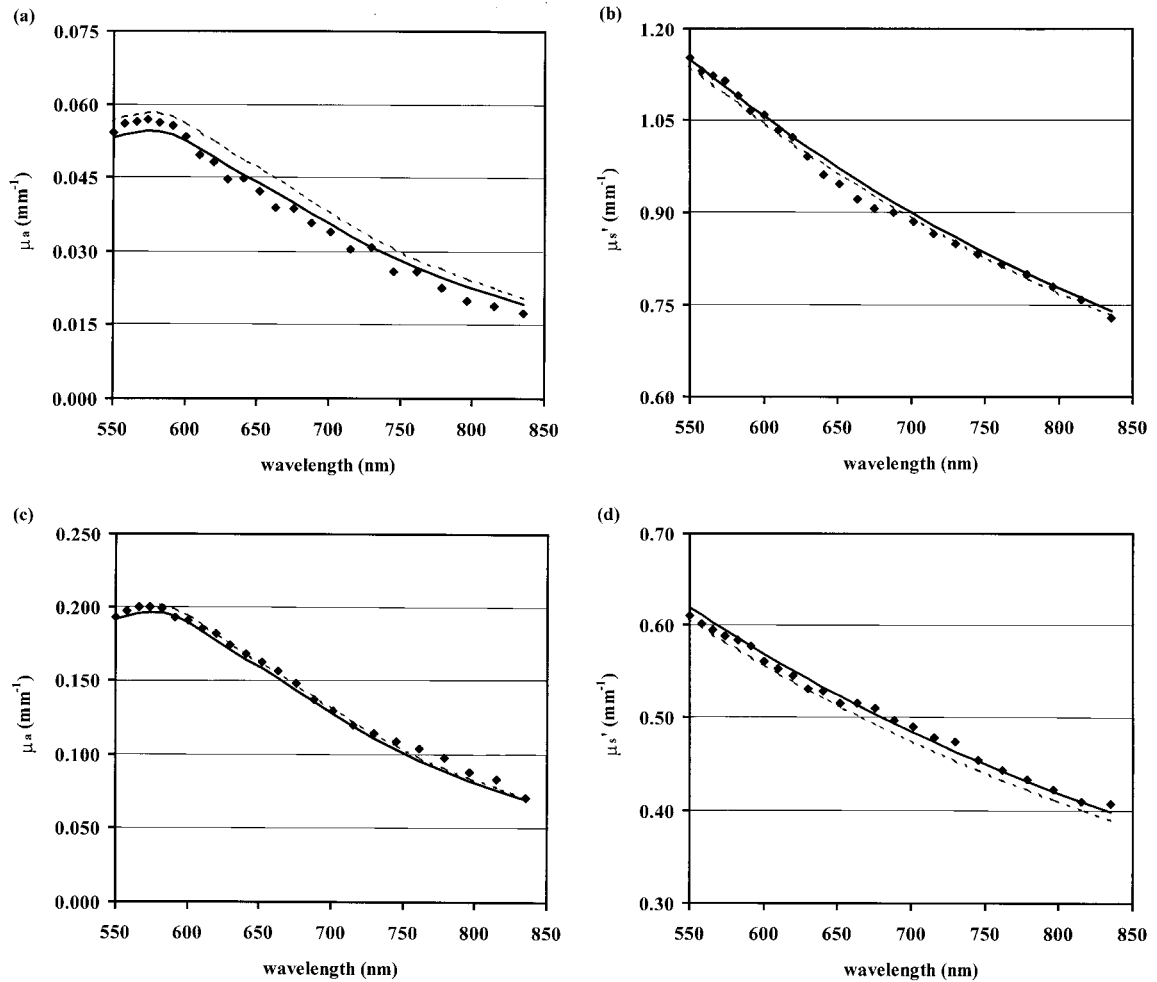 (a)
0.075
0.060
0.045
0.030
0.015
0.000
μa (mm-1)
550 600 650 700 750 800 850
wavelength (nm)
(b)
1.20
1.05
0.90
0.75
0.60
μs' (mm-1)
550 600 650 700 750 800 850
wavelength (nm)
(c)
0.250
0.200
0.150
0.100
0.050
0.000
μa (mm-1)
550 600 650 700 750 800 850
wavelength (nm)
(d)
0.70
0.60
0.50
0.40
0.30
μs' (mm-1)
550 600 650 700 750 800 850
wavelength (nm)